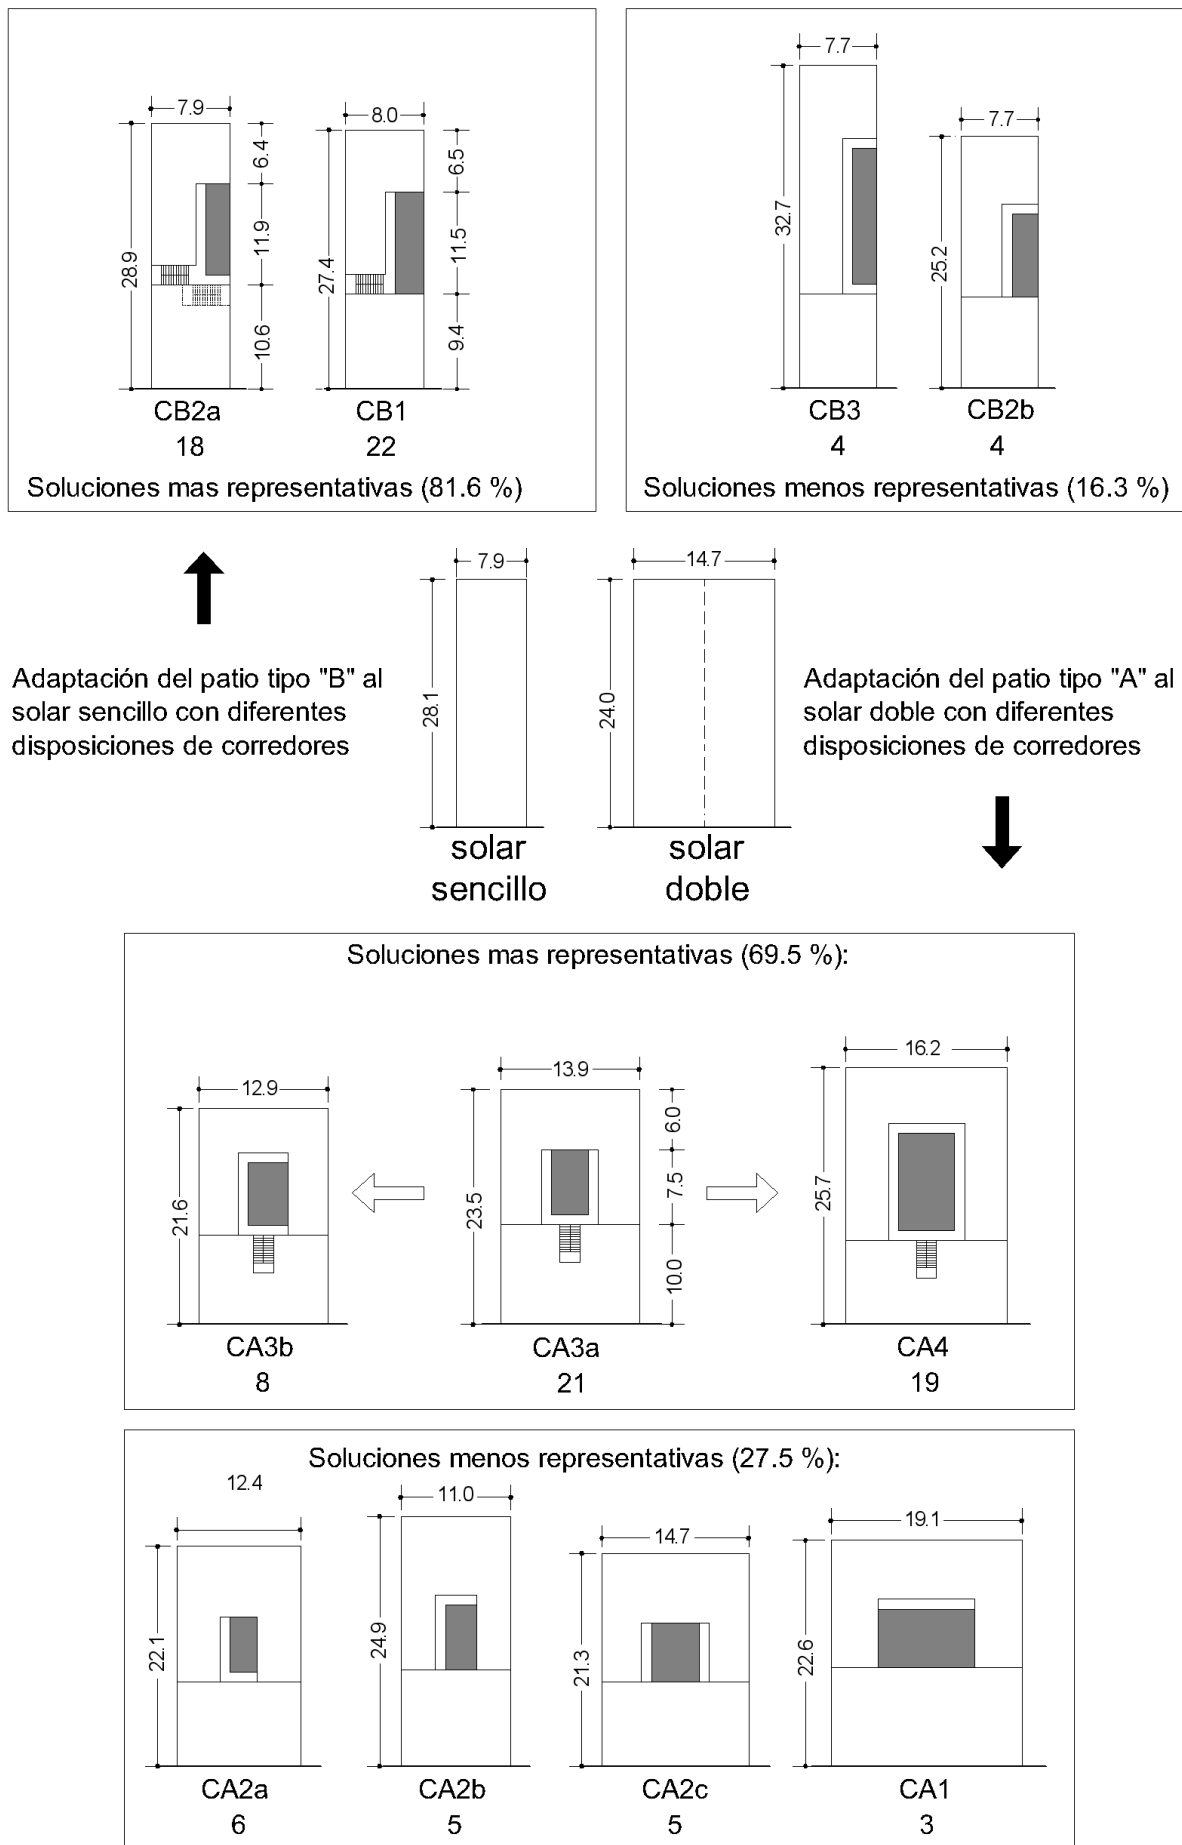 7.9
28.9
6.4
11.9
10.6
CB2a
18
8.0
27.4
6.5
11.5
9.4
CB1
22
Soluciones mas representativas (81.6 %)
7.7
32.7
CB3
4
7.7
25.2
CB2b
4
Soluciones menos representativas (16.3 %)
Adaptación del patio tipo "B" al
solar sencillo con diferentes
disposiciones de corredores
7.9
28.1
solar
sencillo
14.7
24.0
solar
doble
Adaptación del patio tipo "A" al
solar doble con diferentes
disposiciones de corredores
Soluciones mas representativas (69.5 %):
12.9
21.6
CA3b
8
13.9
23.5
6.0
7.5
10.0
CA3a
21
16.2
25.7
CA4
19
Soluciones menos representativas (27.5 %):
12.4
22.1
CA2a
6
11.0
24.9
CA2b
5
14.7
21.3
CA2c
5
19.1
22.6
CA1
3